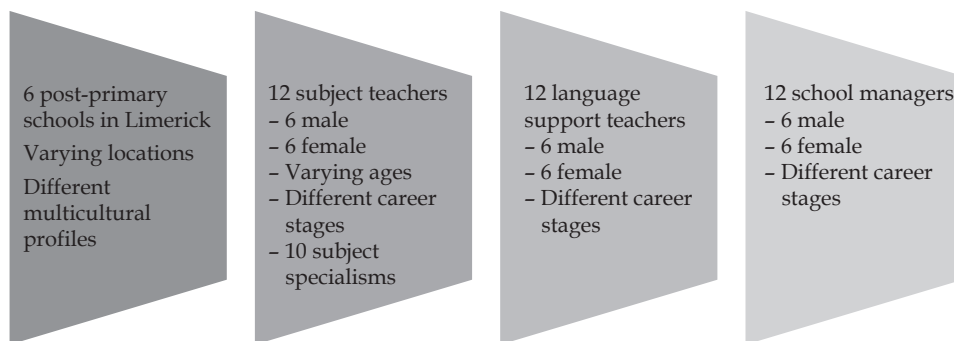 6 post-primary
schools in Limerick
Varying locations
Different
multicultural
profiles
12 subject teachers
– 6 male
– 6 female
– Varying ages
– Different career
stages
– 10 subject
specialisms
12 language
support teachers
– 6 male
– 6 female
– Different career
stages
12 school managers
– 6 male
– 6 female
– Different career
stages